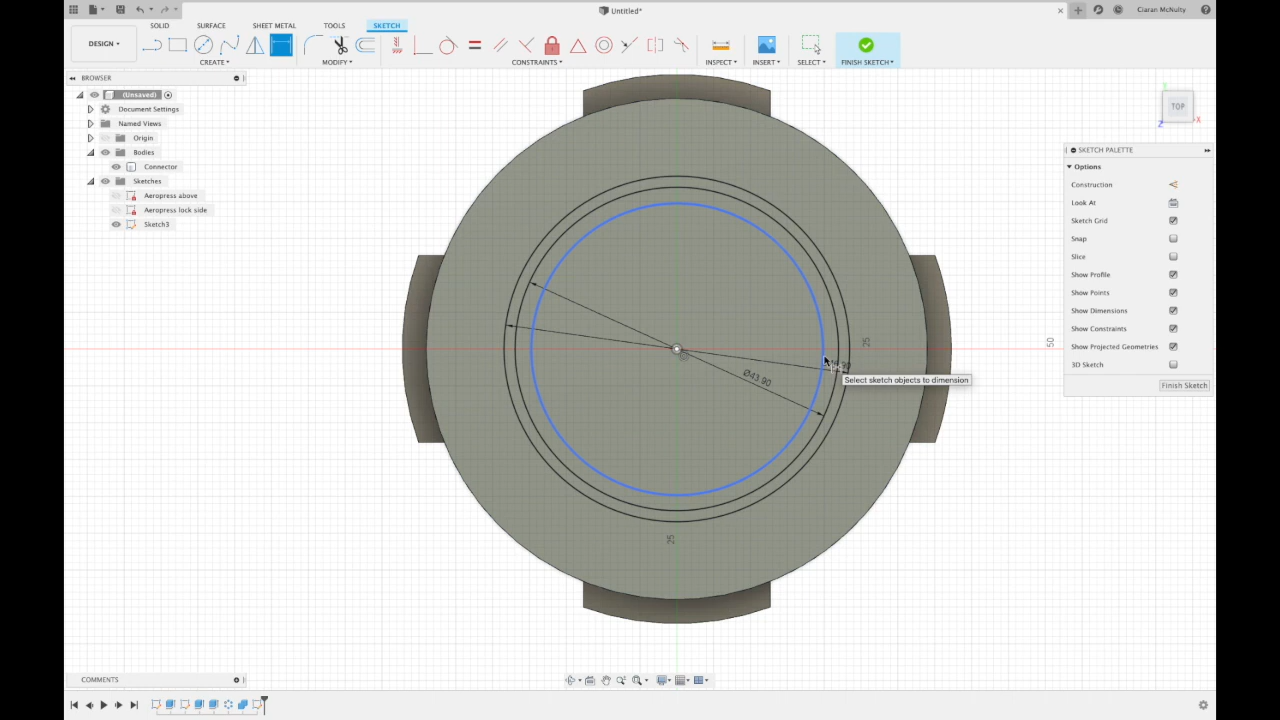 Untitled*
Ciaran McNulty
SOLID SURFACE SHEET METAL TOOLS SKETCH
DESIGN
CREATE MODIFY CONSTRAINTS INSPECT INSERT SELECT FINISH SKETCH
BROWSER
(Unsaved)
Document Settings
Named Views
Origin
Bodies
Connector
Sketches
Aeropress above
Aeropress lock side
Sketch3
TOP
Y
X
Z
SKETCH PALETTE
Options
Construction
Look At
Sketch Grid
Snap
Slice
Show Profile
Show Points
Show Dimensions
Show Constraints
Show Projected Geometries
3D Sketch
Finish Sketch
25
50
Ø43.90
Select sketch objects to dimension
25
COMMENTS